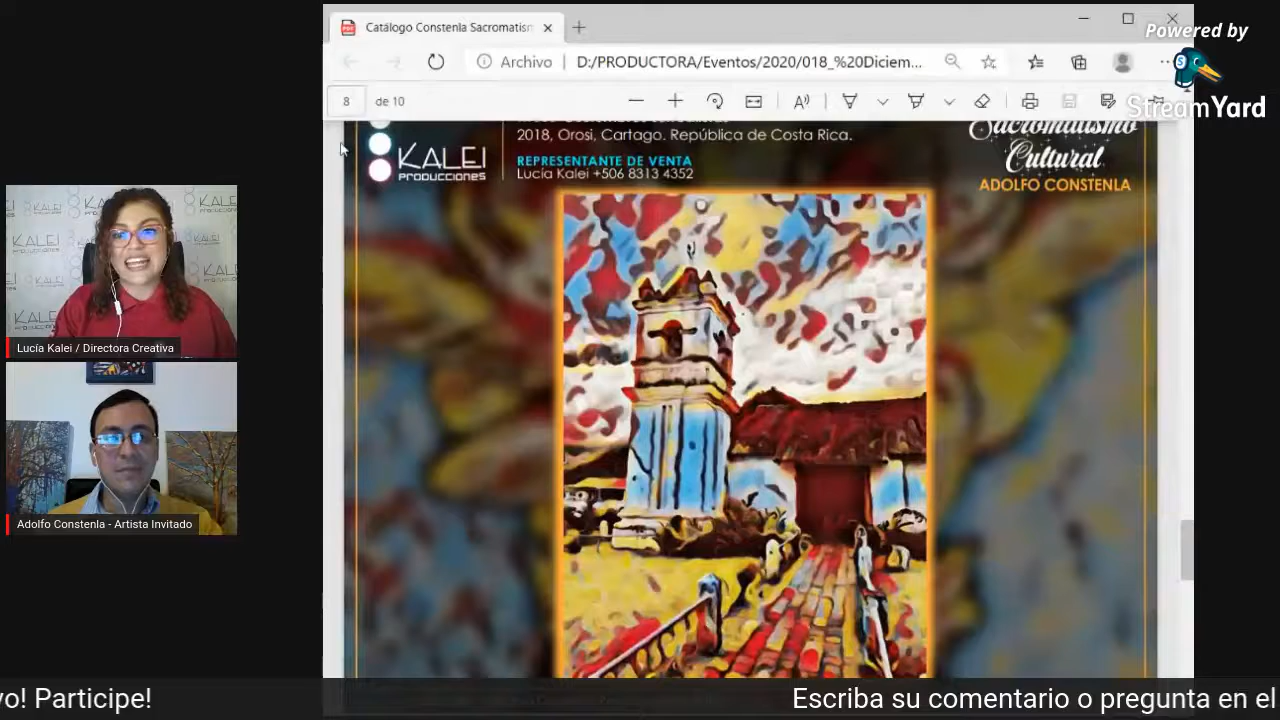 Catálogo Constenla Sacromatism
Archivo
D:/PRODUCTORA/Eventos/2020/018_%20Diciem...
Powered by
StreamYard
8
de 10
2018, Orosi, Cartago. República de Costa Rica.
KALEI
PRODUCCIONES
REPRESENTANTE DE VENTA
Lucía Kalei +506 8313 4352
Sacromatismo
Cultural
ADOLFO CONSTENLA
KALEI
Lucía Kalei / Directora Creativa
Adolfo Constenla - Artista Invitado
vo! Participe!
Escriba su comentario o pregunta en el